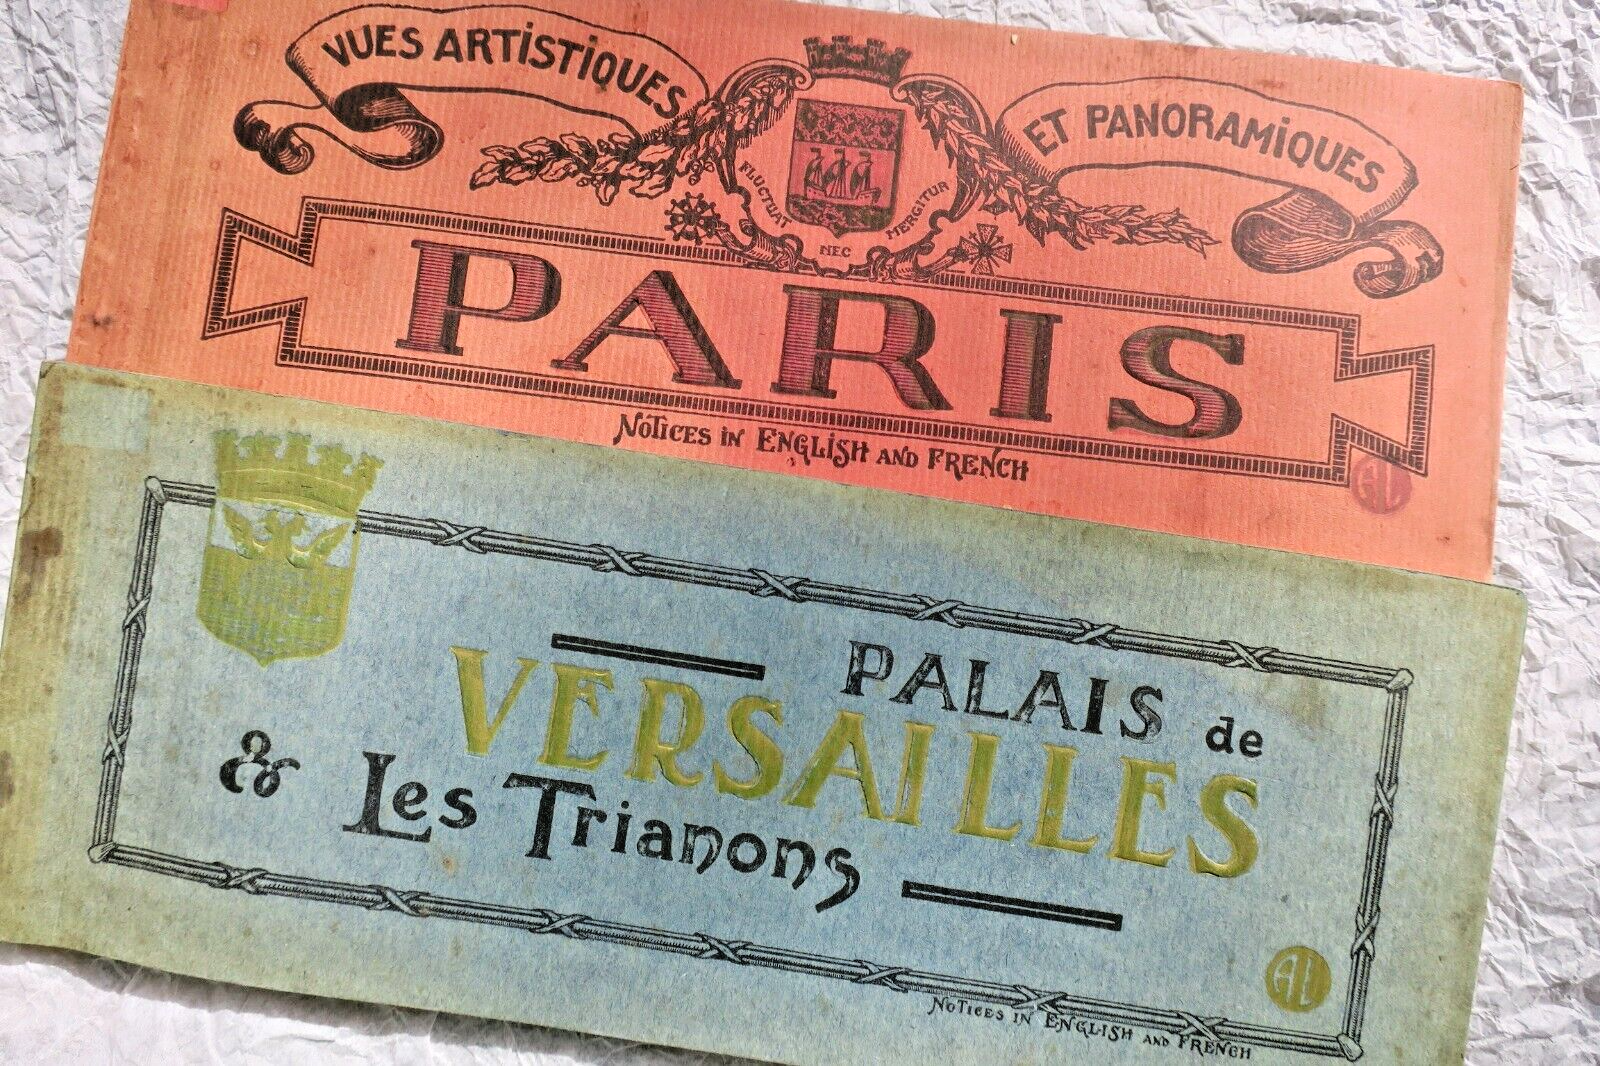 VUES ARTISTIQUES
ET PANORAMIQUES
FLUCTUAT NEC MERGITUR
PARIS
NOTICES IN ENGLISH AND FRENCH
AL
PALAIS de
VERSAILLES
& Les Trianons
AL
NOTICES IN ENGLISH AND FRENCH